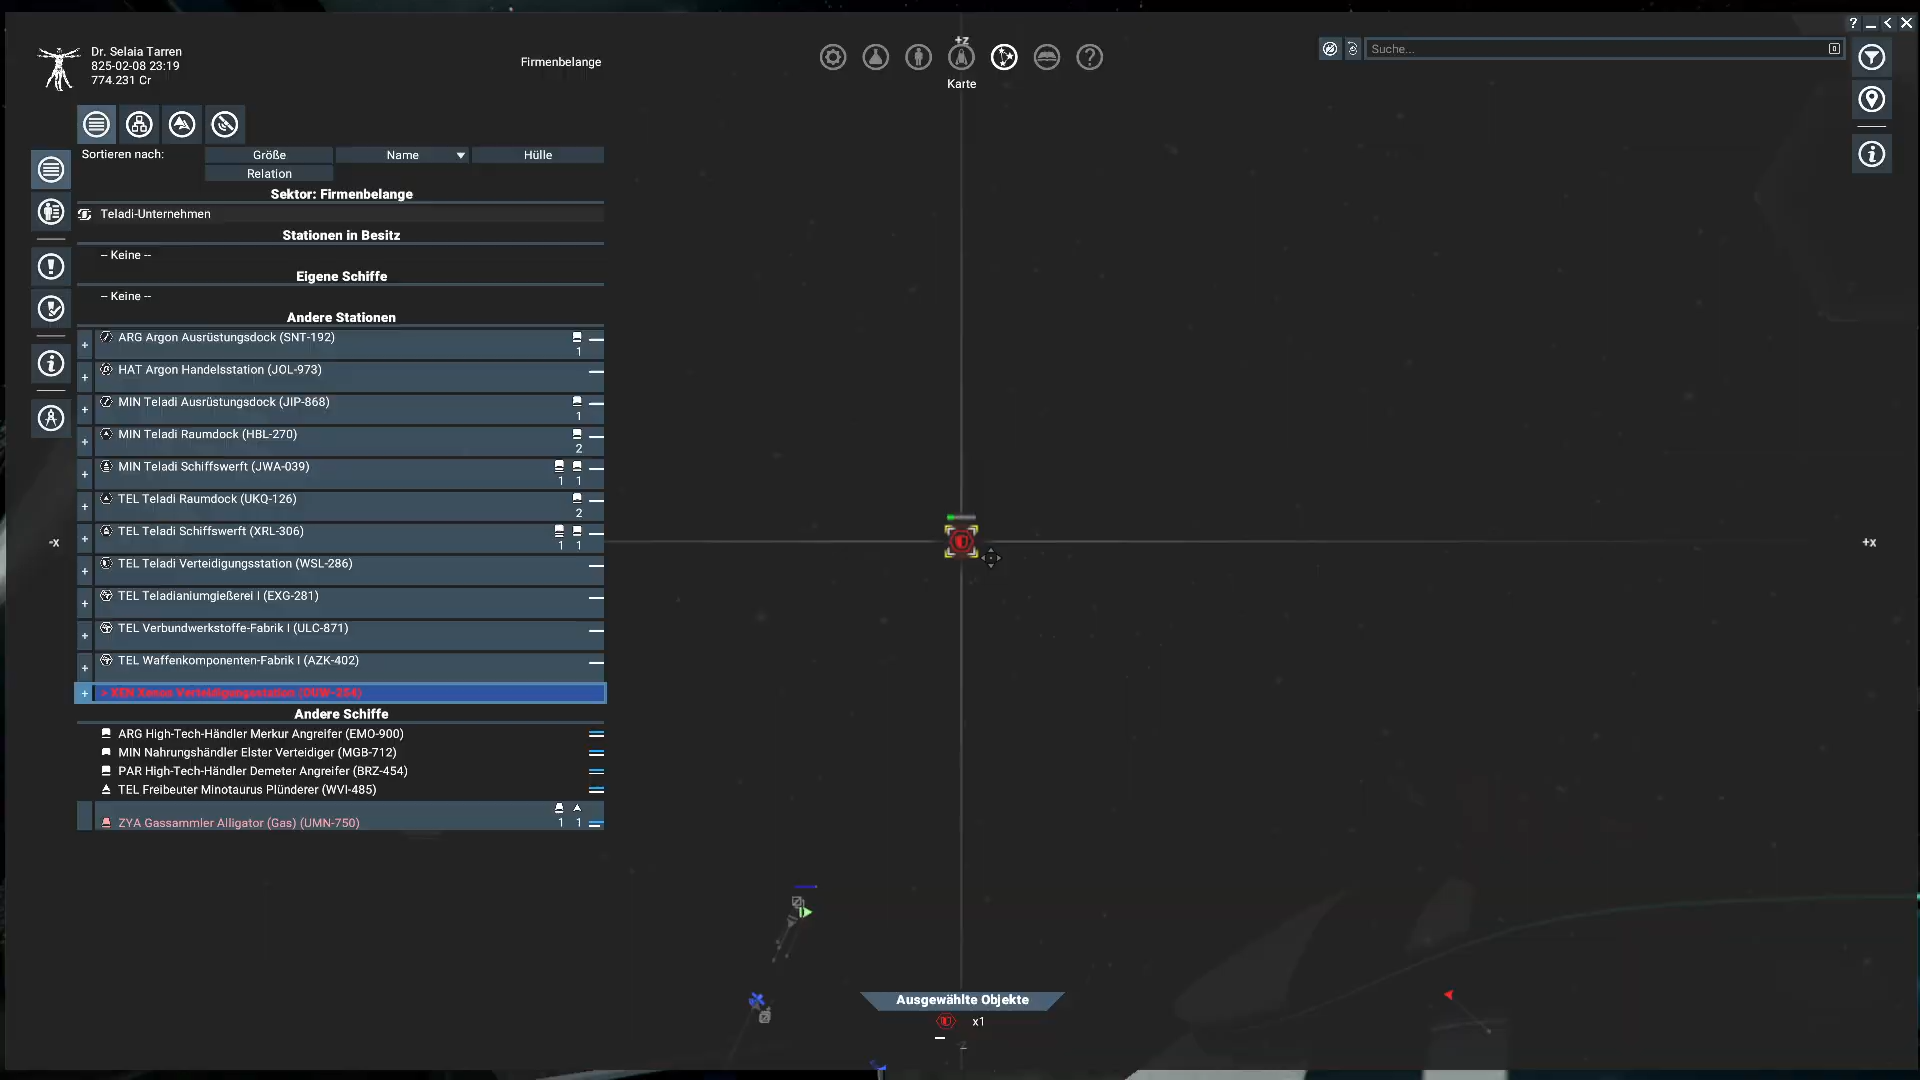 Dr. Selaia Tarren
825-02-08 23:19
774.231 Cr
Firmenbelange
+Z
Karte
Suche...
Sortieren nach:
Größe
Name
Hülle
Relation
Sektor: Firmenbelange
Teladi-Unternehmen
Stationen in Besitz
-- Keine --
Eigene Schiffe
-- Keine --
Andere Stationen
+ ARG Argon Ausrüstungsdock (SNT-192)
1
+ HAT Argon Handelsstation (JOL-973)
+ MIN Teladi Ausrüstungsdock (JIP-868)
1
+ MIN Teladi Raumdock (HBL-270)
2
+ MIN Teladi Schiffswerft (JWA-039)
1 1
+ TEL Teladi Raumdock (UKQ-126)
2
+ TEL Teladi Schiffswerft (XRL-306)
1 1
+ TEL Teladi Verteidigungsstation (WSL-286)
+ TEL Teladianiumgießerei I (EXG-281)
+ TEL Verbundwerkstoffe-Fabrik I (ULC-871)
+ TEL Waffenkomponenten-Fabrik I (AZK-402)
+ > XEN Xenon Verteidigungsstation
Andere Schiffe
ARG High-Tech-Händler Merkur Angreifer (EMO-900)
MIN Nahrungshändler Elster Verteidiger (MGB-712)
PAR High-Tech-Händler Demeter Angreifer (BRZ-454)
TEL Freibeuter Minotaurus Plünderer (WVI-485)
ZYA Gassammler Alligator (Gas) (UMN-750)
1 1
-X
+X
Ausgewählte Objekte
x1